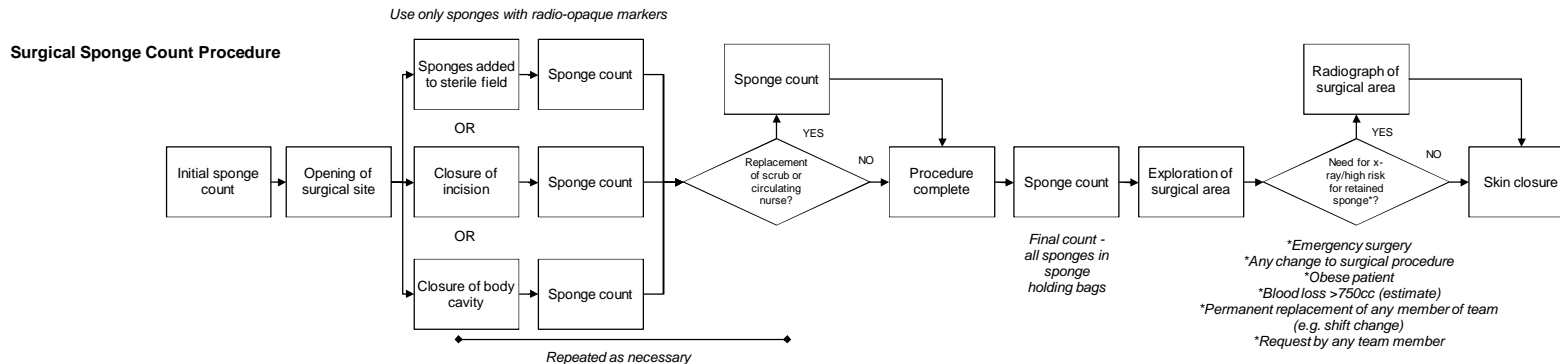 Use only sponges with radio-opaque markers
Surgical Sponge Count Procedure
Initial sponge
count
Opening of
surgical site
Sponges added
to sterile field
Sponge count
OR
Closure of
incision
Sponge count
OR
Closure of body
cavity
Sponge count
Repeated as necessary
Replacement
of scrub or
circulating
nurse?
YES
NO
Sponge count
Procedure
complete
Sponge count
Final count -
all sponges in
sponge
holding bags
Exploration of
surgical area
Need for x-
ray/high risk
for retained
sponge*?
YES
NO
Radiograph of
surgical area
Skin closure
*Emergency surgery
*Any change to surgical procedure
*Obese patient
*Blood loss >750cc (estimate)
*Permanent replacement of any member of team
(e.g. shift change)
*Request by any team member